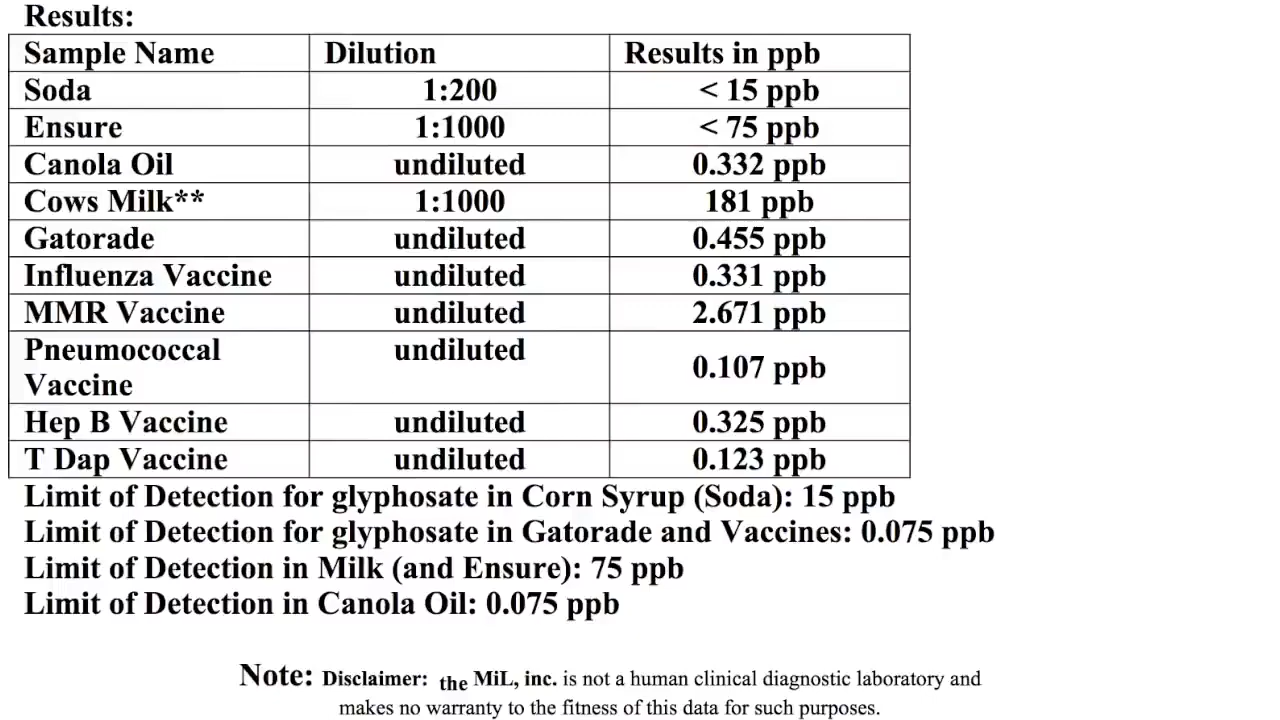 Results:
Sample Name Dilution Results in ppb
Soda 1:200 < 15 ppb
Ensure 1:1000 < 75 ppb
Canola Oil undiluted 0.332 ppb
Cows Milk** 1:1000 181 ppb
Gatorade undiluted 0.455 ppb
Influenza Vaccine undiluted 0.331 ppb
MMR Vaccine undiluted 2.671 ppb
Pneumococcal undiluted
Vaccine 0.107 ppb
Hep B Vaccine undiluted 0.325 ppb
T Dap Vaccine undiluted 0.123 ppb
Limit of Detection for glyphosate in Corn Syrup (Soda): 15 ppb
Limit of Detection for glyphosate in Gatorade and Vaccines: 0.075 ppb
Limit of Detection in Milk (and Ensure): 75 ppb
Limit of Detection in Canola Oil: 0.075 ppb
Note: Disclaimer: the MiL, inc. is not a human clinical diagnostic laboratory and
makes no warranty to the fitness of this data for such purposes.